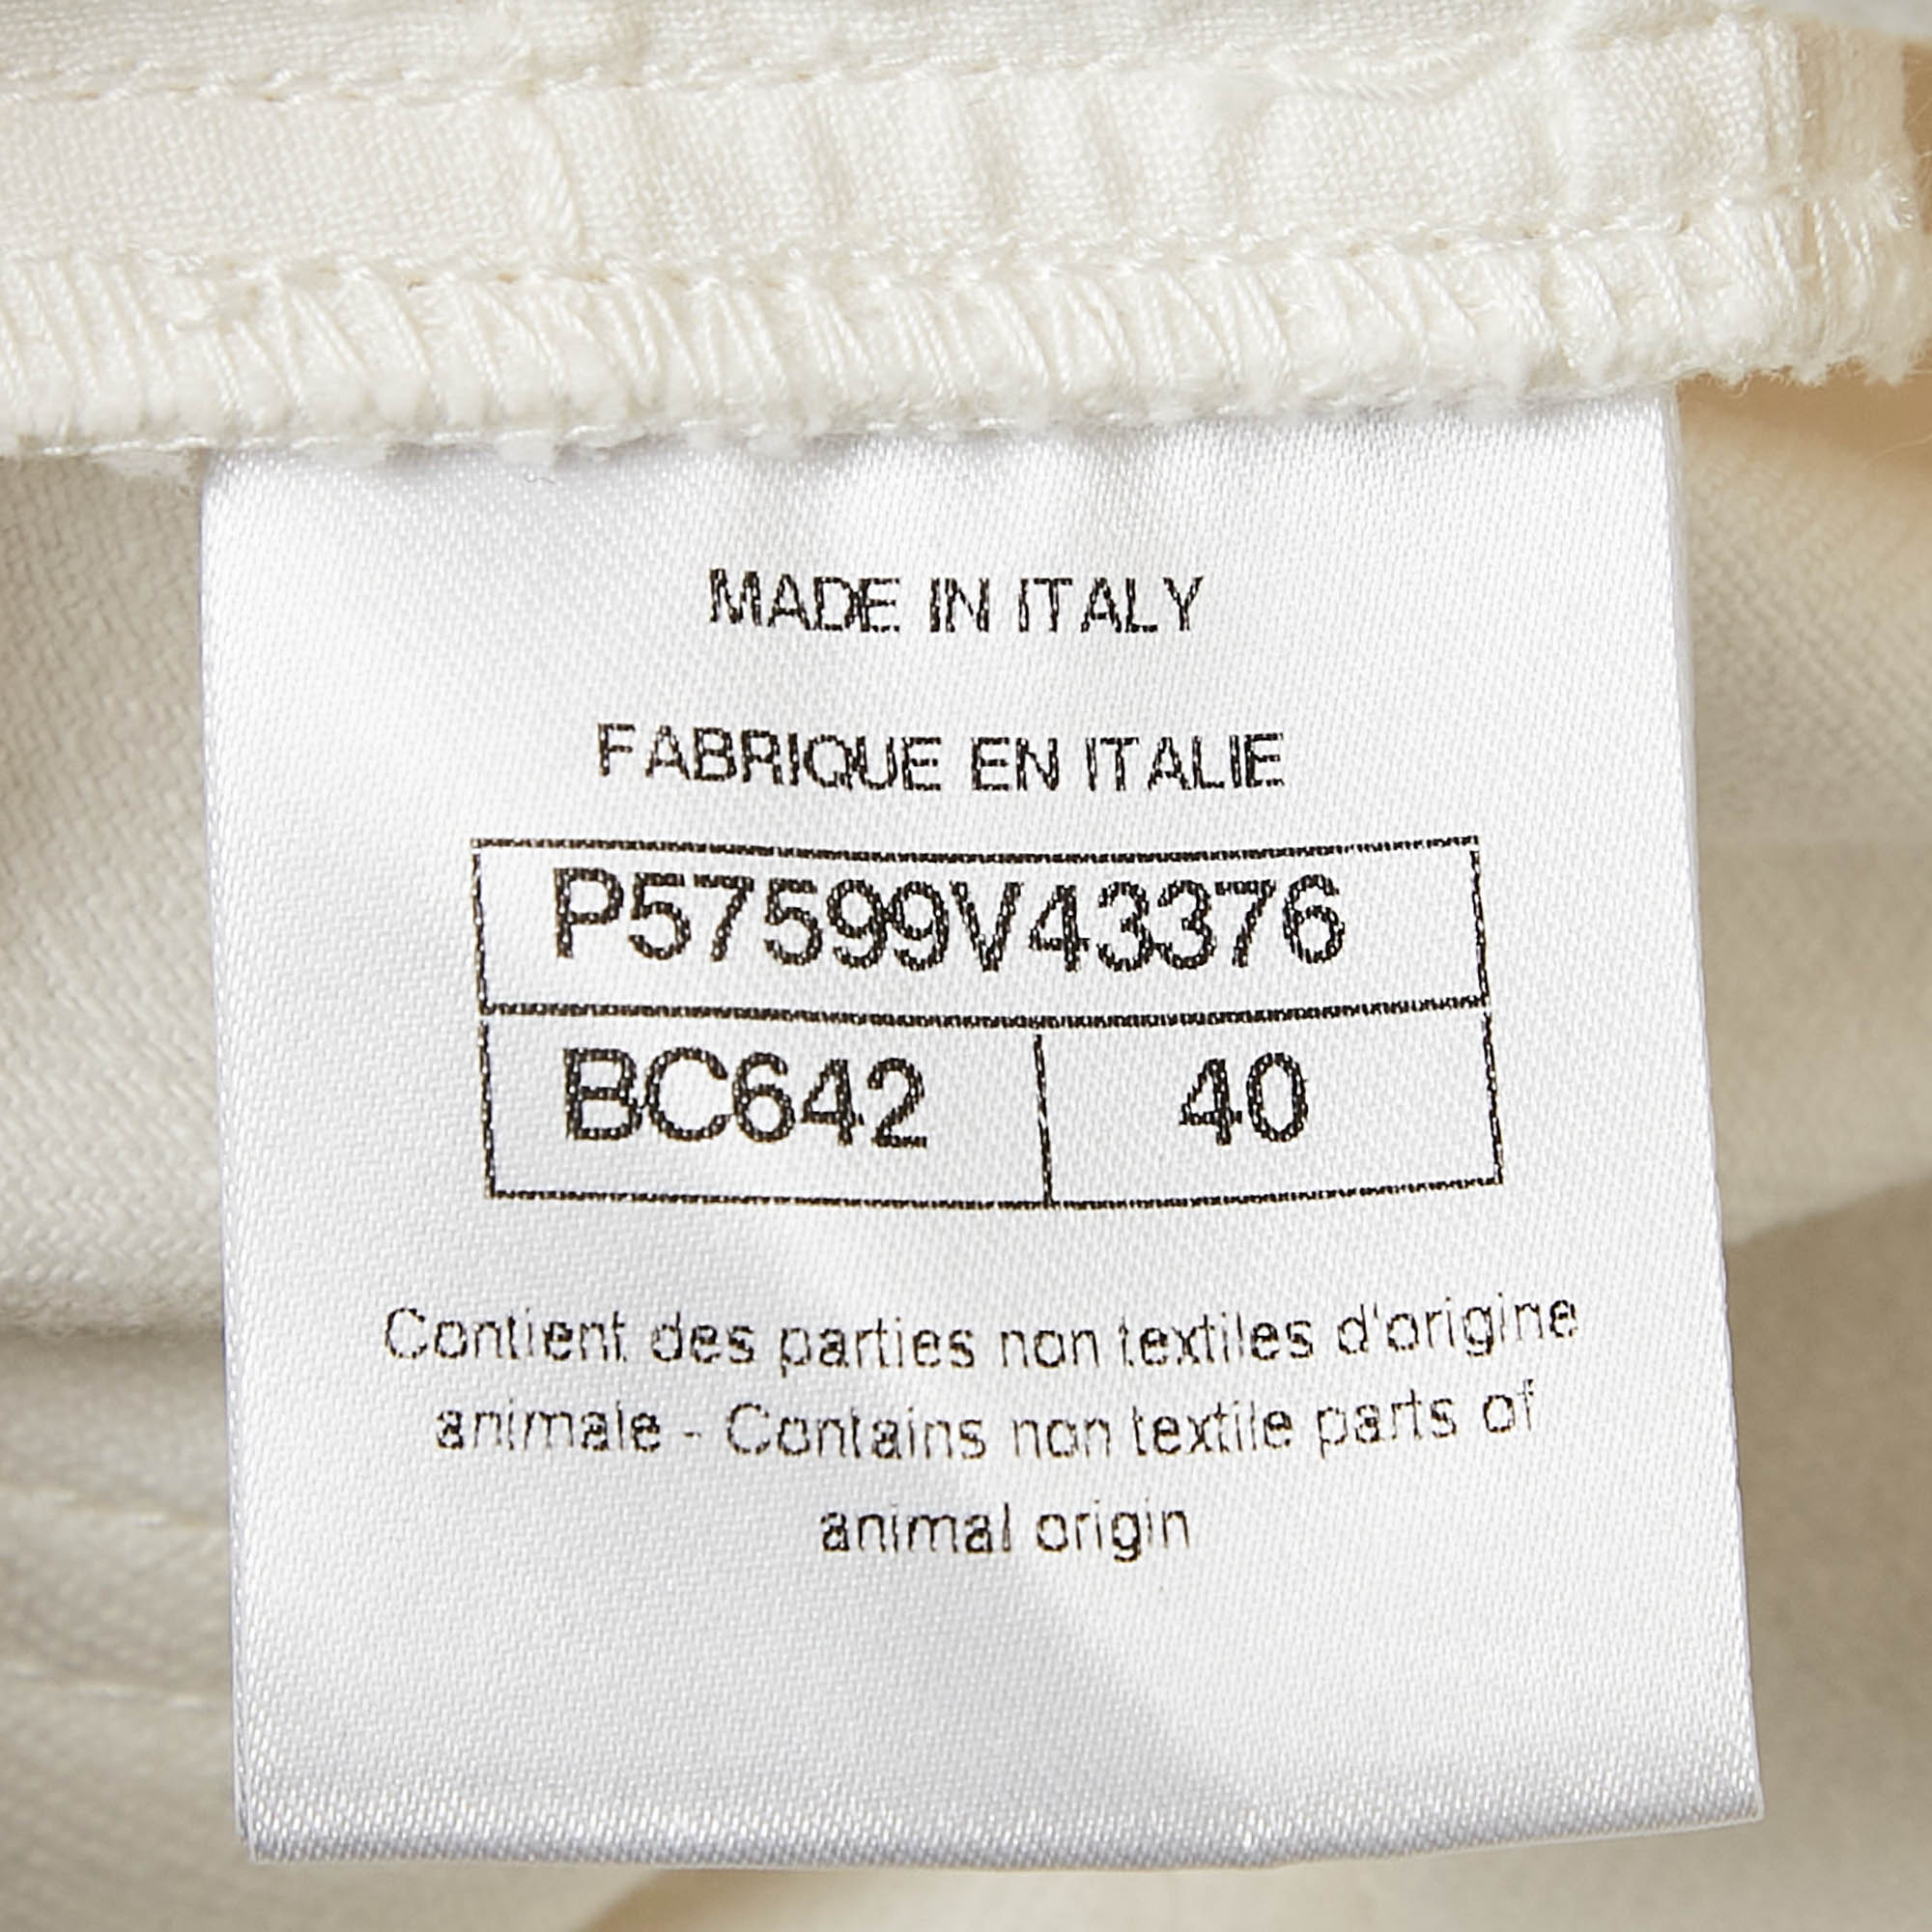 MADE IN ITALY
FABRIQUE EN ITALIE
P57599V43376
BC642 40
Contient des parties non textiles d'origine
animale - Contains non textile parts of
animal origin